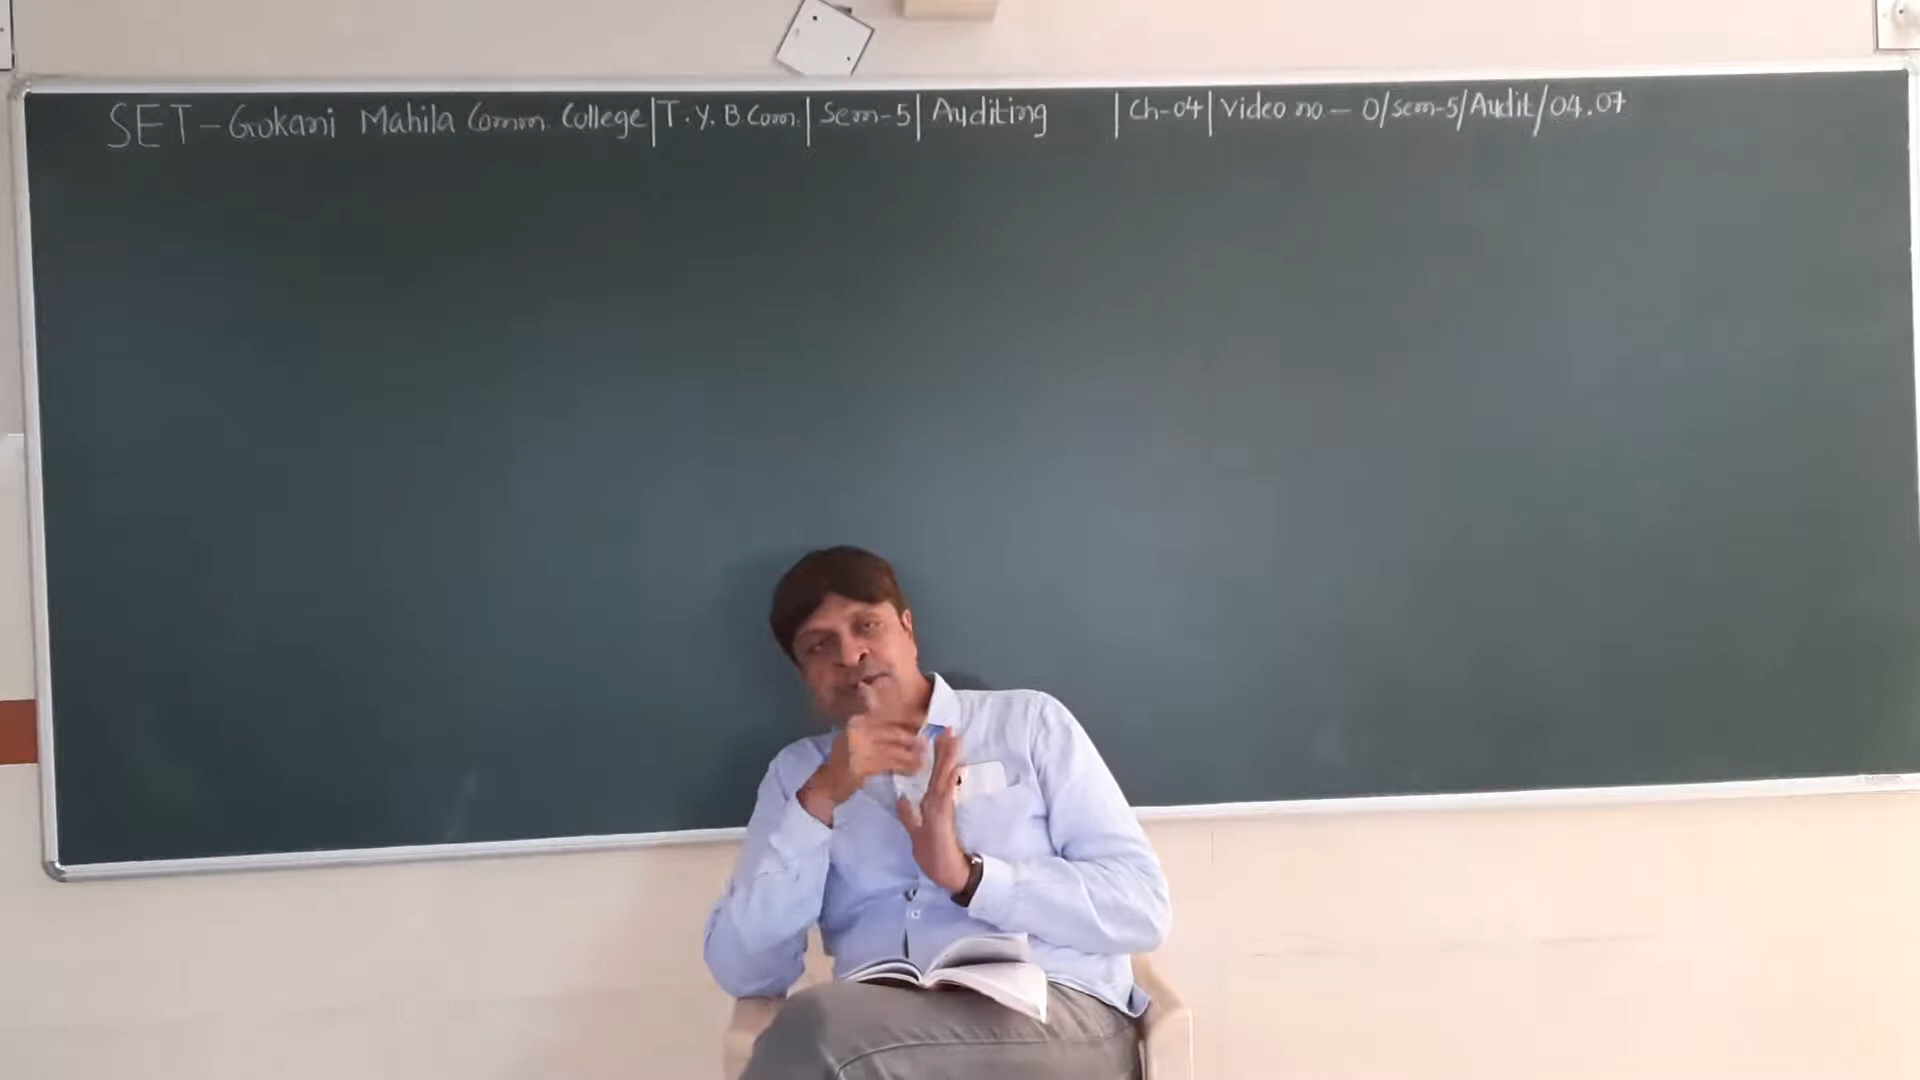 SET - Gokani Mahila Comm. College | T.Y.B Com. | Sem-5 | Auditing | Ch-04 | Video no - 0/sem-5/Audit/04.07